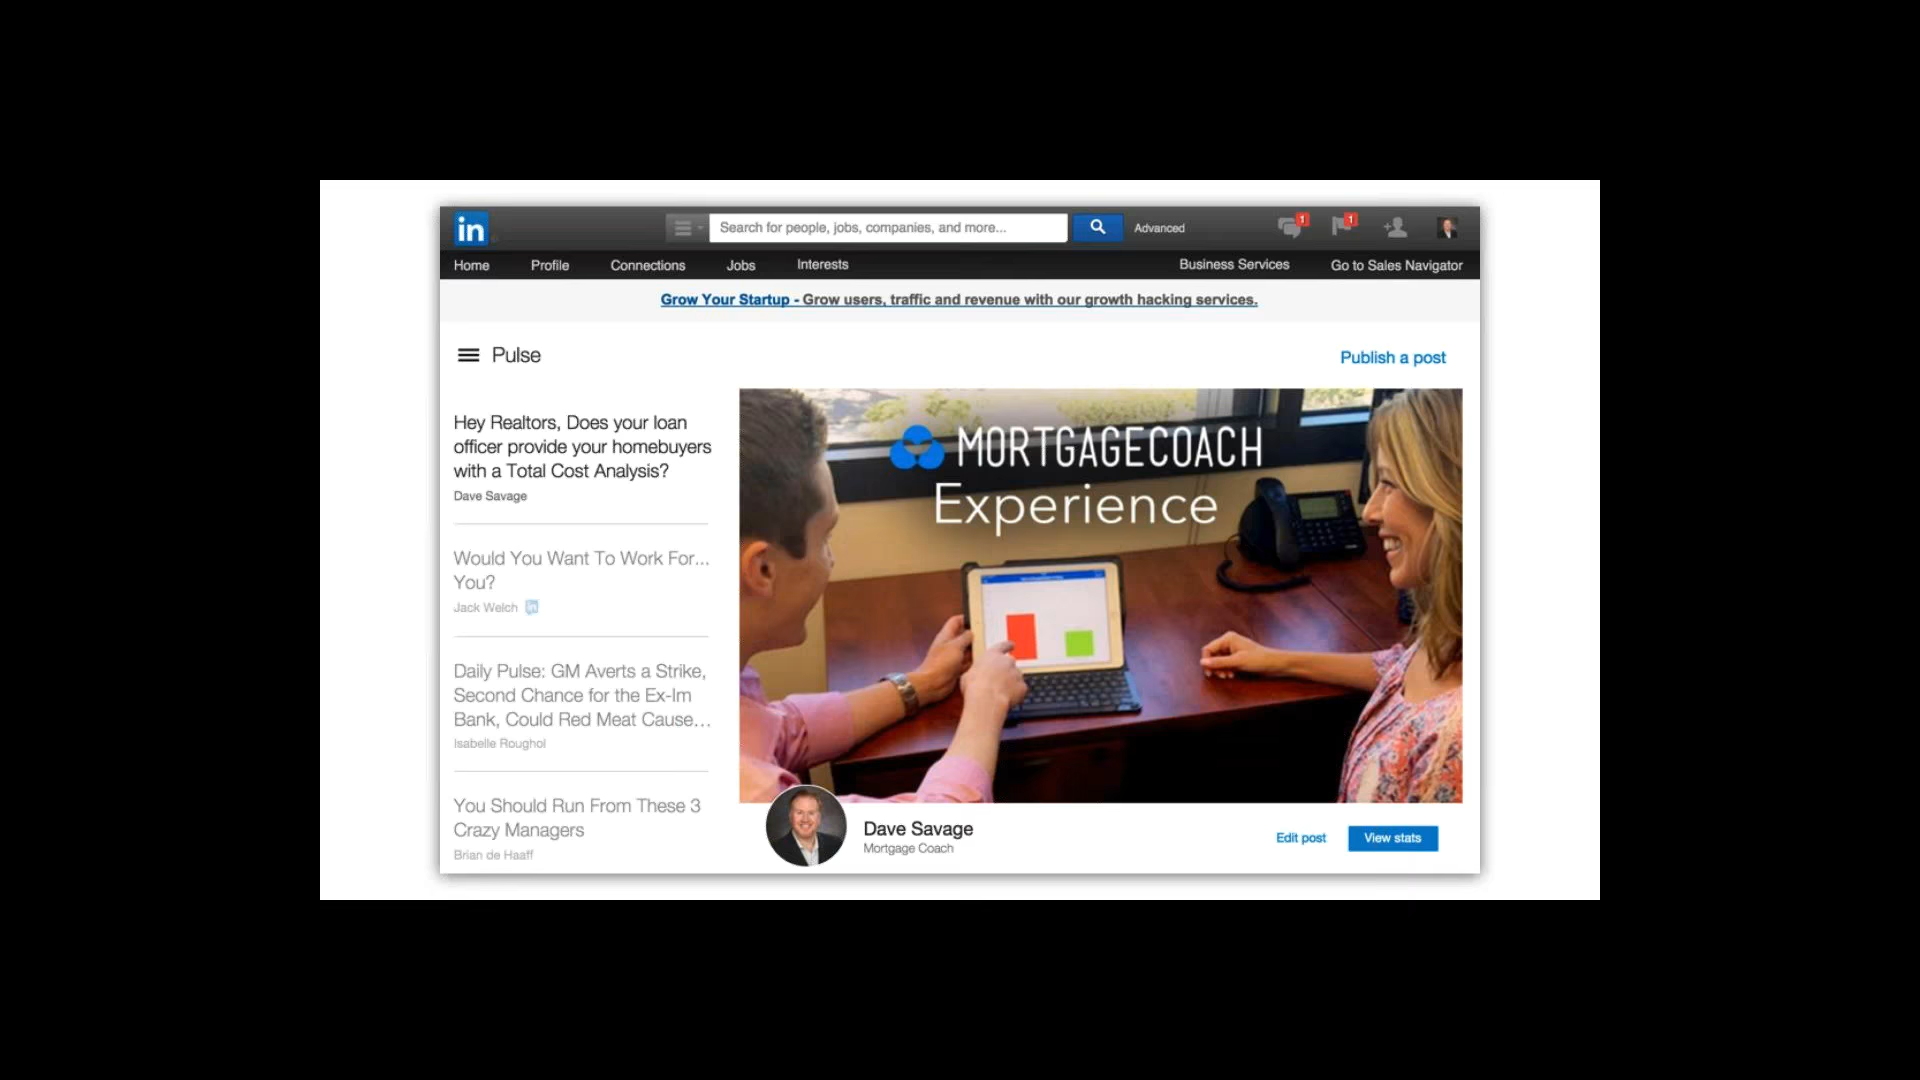 in
Search for people, jobs, companies, and more...
Advanced
1
1
Home
Profile
Connections
Jobs
Interests
Business Services
Go to Sales Navigator
Grow Your Startup - Grow users, traffic and revenue with our growth hacking services.
Pulse
Publish a post
Hey Realtors, Does your loan
officer provide your homebuyers
with a Total Cost Analysis?
Dave Savage
Would You Want To Work For...
You?
Jack Welch in
Daily Pulse: GM Averts a Strike,
Second Chance for the Ex-Im
Bank, Could Red Meat Cause...
Isabelle Roughol
You Should Run From These 3
Crazy Managers
Brian de Haaff
MORTGAGECOACH
Experience
Dave Savage
Mortgage Coach
Edit post
View stats